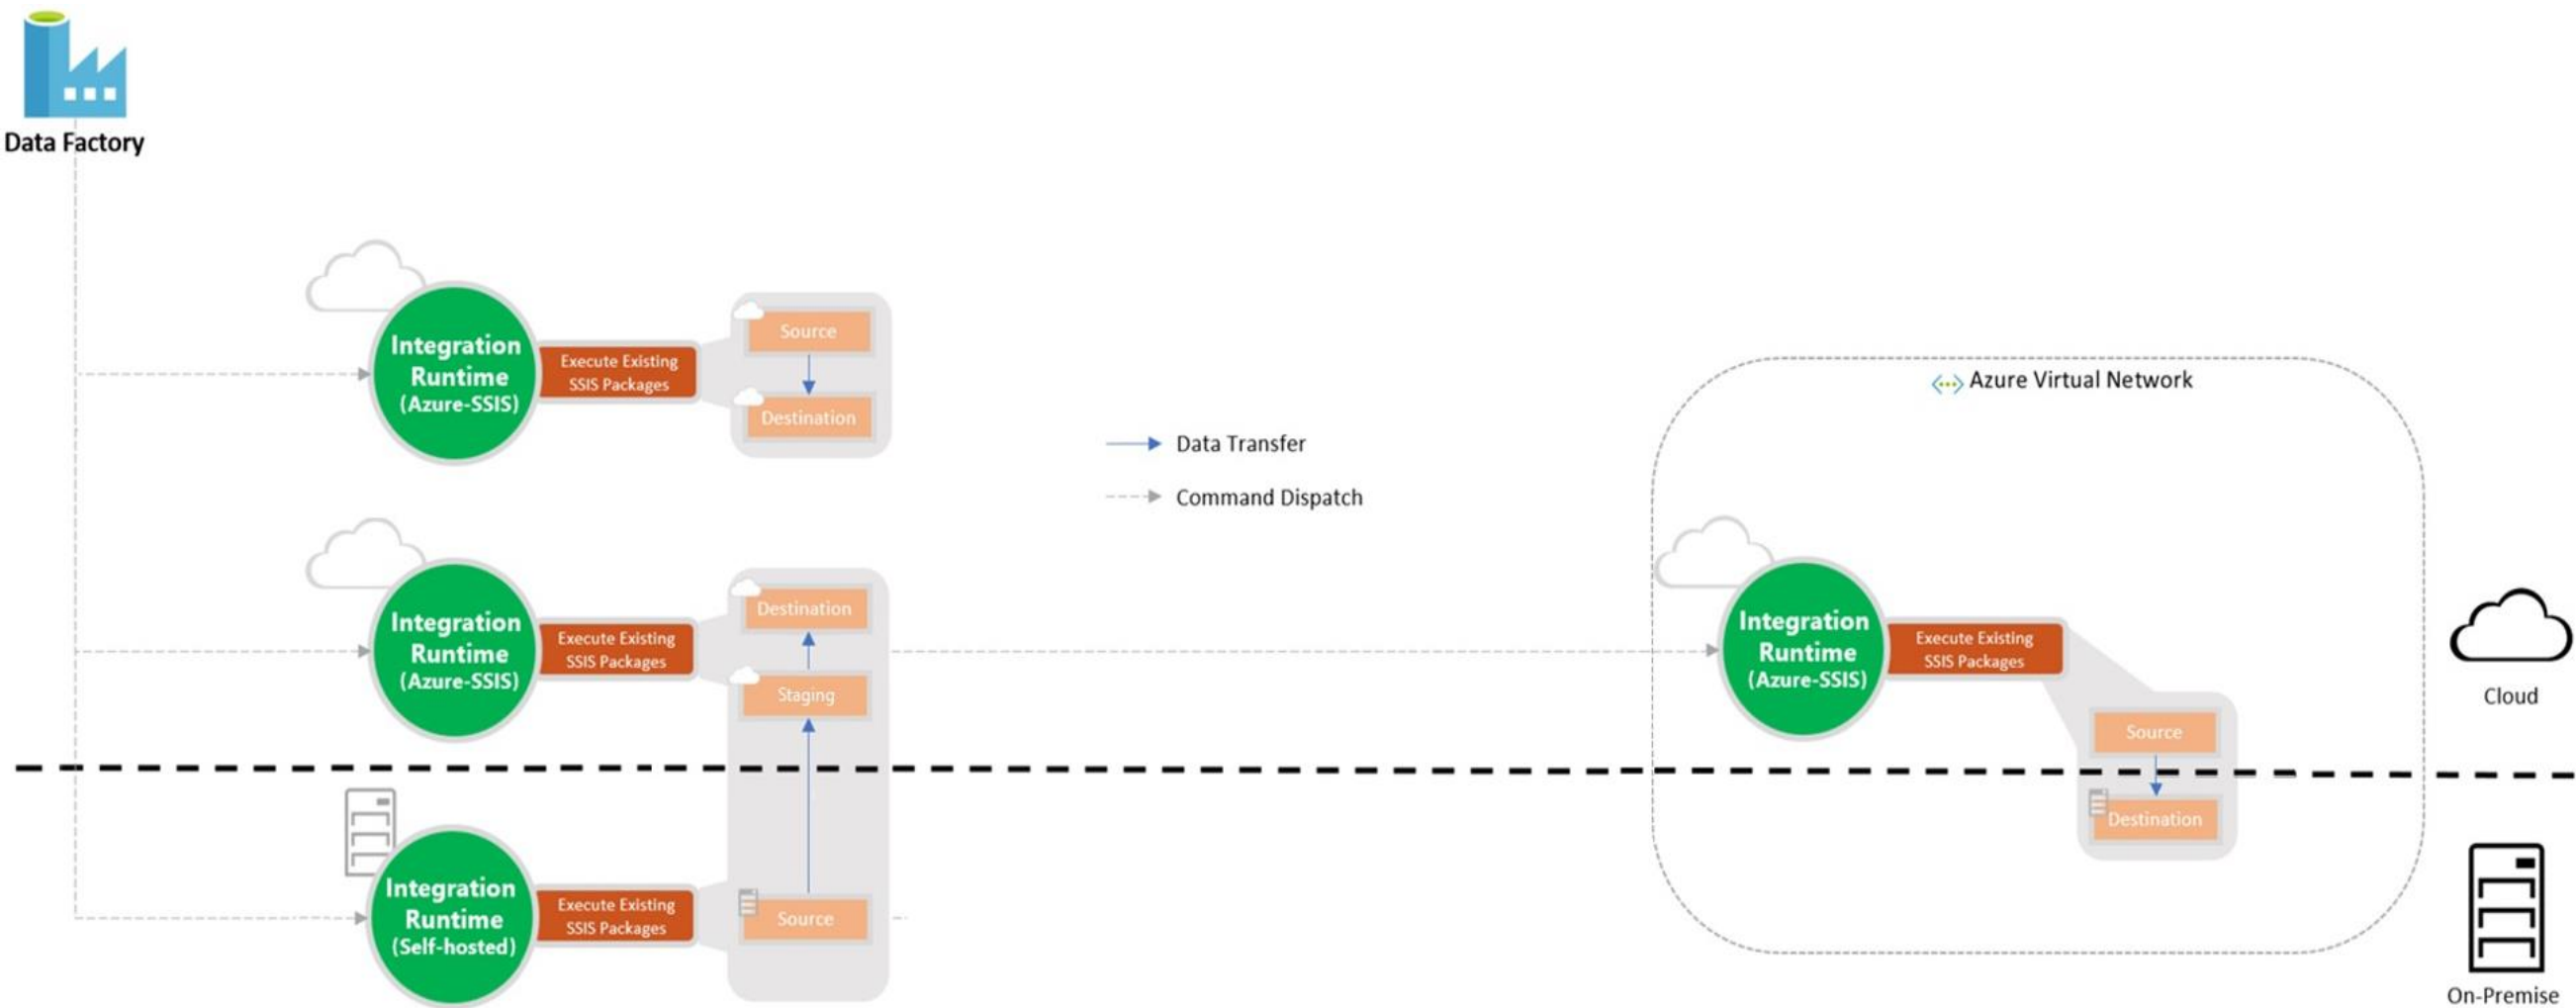 Data Factory
Integration
Runtime
(Azure-SSIS)
Execute Existing
SSIS Packages
Source
Destination
Data Transfer
Command Dispatch
Azure Virtual Network
Integration
Runtime
(Azure-SSIS)
Execute Existing
SSIS Packages
Destination
Staging
Integration
Runtime
(Azure-SSIS)
Execute Existing
SSIS Packages
Source
Destination
Cloud
Integration
Runtime
(Self-hosted)
Execute Existing
SSIS Packages
Source
On-Premise